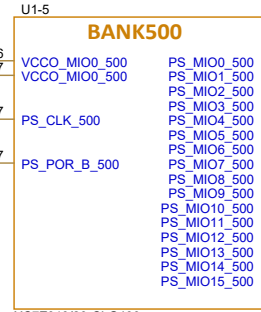 U1-5
BANK500
VCCO_MIO0_500
VCCO_MIO0_500
PS_CLK_500
PS_POR_B_500
PS_MIO0_500
PS_MIO1_500
PS_MIO2_500
PS_MIO3_500
PS_MIO4_500
PS_MIO5_500
PS_MIO6_500
PS_MIO7_500
PS_MIO8_500
PS_MIO9_500
PS_MIO10_500
PS_MIO11_500
PS_MIO12_500
PS_MIO13_500
PS_MIO14_500
PS_MIO15_500